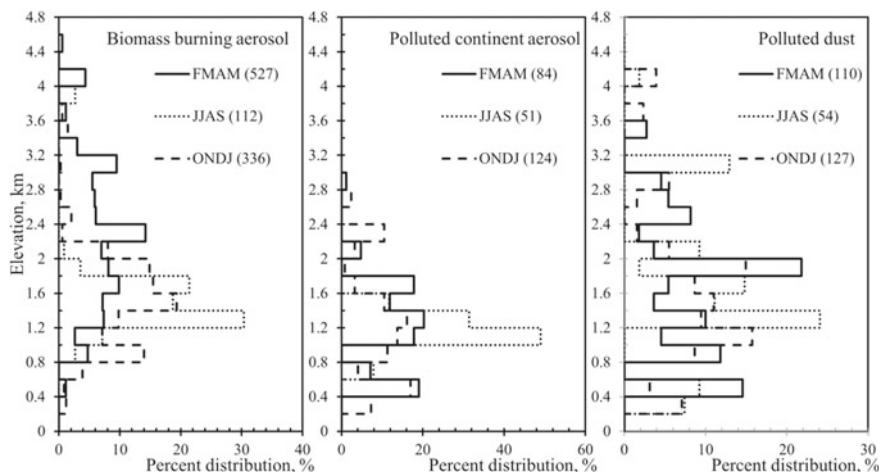 Elevation, km
4.8
4.4
4
3.6
3.2
2.8
2.4
2
1.6
1.2
0.8
0.4
0
Biomass burning aerosol
FMAM (527)
JJAS (112)
ONDJ (336)
0 10 20 30 40
Percent distribution, %
4.8
4.4
4
3.6
3.2
2.8
2.4
2
1.6
1.2
0.8
0.4
0
Polluted continent aerosol
FMAM (84)
JJAS (51)
ONDJ (124)
0 20 40 60
Percent distribution, %
4.8
4.4
4
3.6
3.2
2.8
2.4
2
1.6
1.2
0.8
0.4
0
Polluted dust
FMAM (110)
JJAS (54)
ONDJ (127)
0 10 20 30
Percent distribution, %